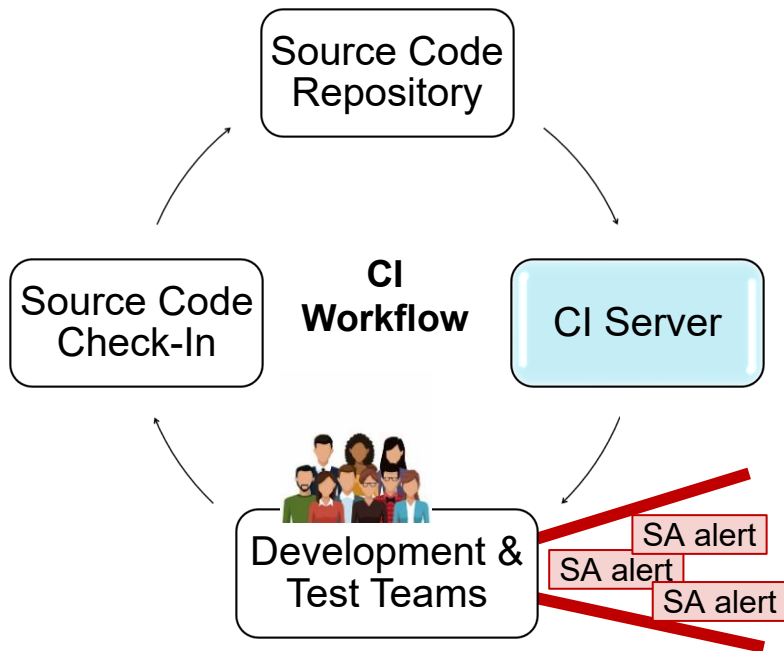 Source Code
Repository
CI
Workflow
Source Code
Check-In
CI Server
Development &
Test Teams
SA alert
SA alert
SA alert